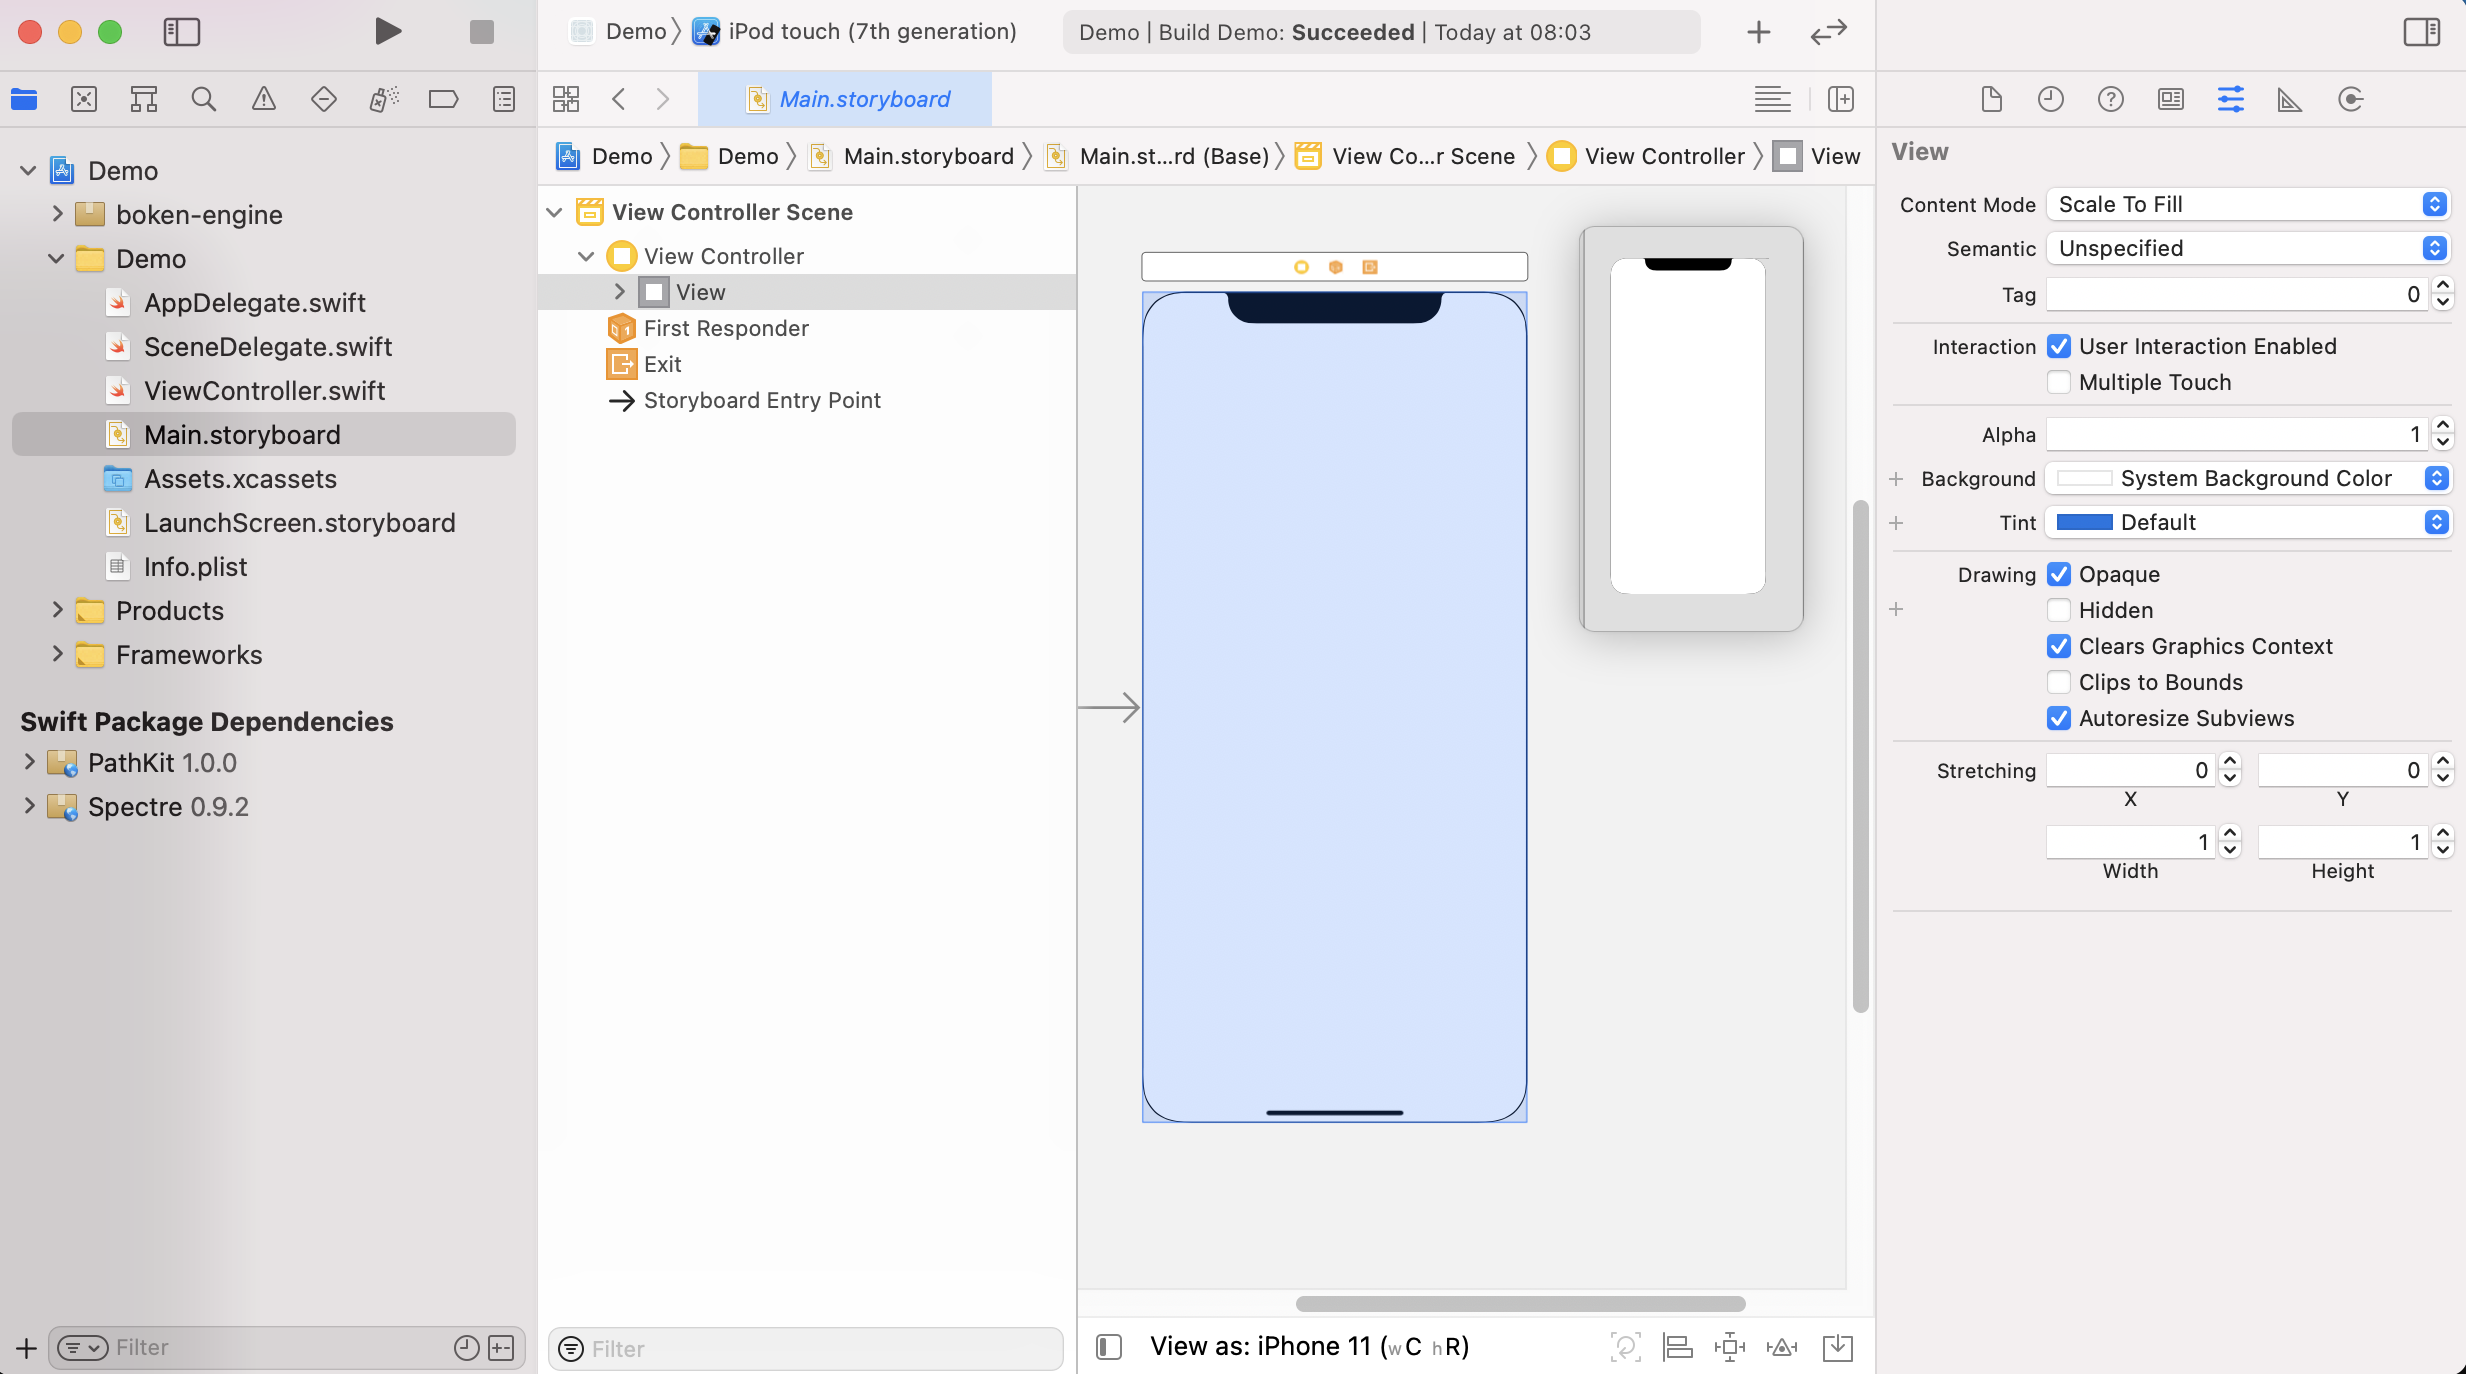 Demo
iPod touch (7th generation)
Demo | Build Demo: Succeeded | Today at 08:03
Main.storyboard
Demo
Demo
Main.storyboard
Main.st...rd (Base)
View Co...r Scene
View Controller
View
Demo
boken-engine
Demo
AppDelegate.swift
SceneDelegate.swift
ViewController.swift
Main.storyboard
Assets.xcassets
LaunchScreen.storyboard
Info.plist
Products
Frameworks
Swift Package Dependencies
PathKit 1.0.0
Spectre 0.9.2
Filter
View Controller Scene
View Controller
View
First Responder
Exit
Storyboard Entry Point
Filter
View as: iPhone 11 (wC hR)
View
Content Mode Scale To Fill
Semantic Unspecified
Tag 0
Interaction User Interaction Enabled
Multiple Touch
Alpha 1
Background System Background Color
Tint Default
Drawing Opaque
Hidden
Clears Graphics Context
Clips to Bounds
Autoresize Subviews
Stretching 0 0
X Y
1 1
Width Height